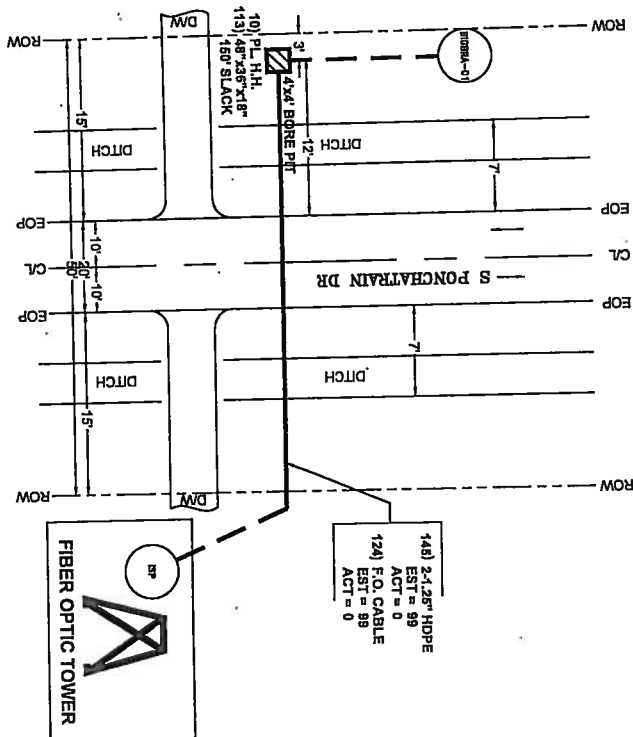 ROW
D/W
10) PL. H.H.
113) 48"x36"x18"
150' SLACK
3'
ROW
4'x4' BORE PIT
12'
15'
DITCH
DITCH
7'
EOP
EOP
10'
20'
50'
10'
C/L
C/L
S PONCHATRAIN DR
EOP
EOP
7'
DITCH
DITCH
15'
ROW
D/W
ROW
145) 2-1.25" HDPE
EST = 99
ACT = 0
124) F.O. CABLE
EST = 99
ACT = 0
ISP
FIBER OPTIC TOWER